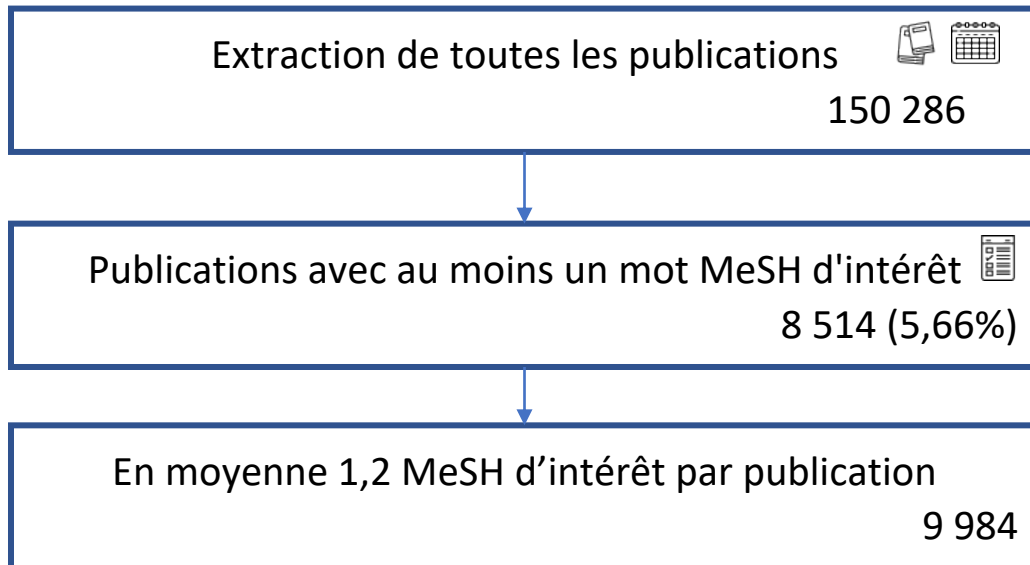 Extraction de toutes les publications
150 286
Publications avec au moins un mot MeSH d'intérêt
8 514 (5,66%)
En moyenne 1,2 MeSH d’intérêt par publication
9 984